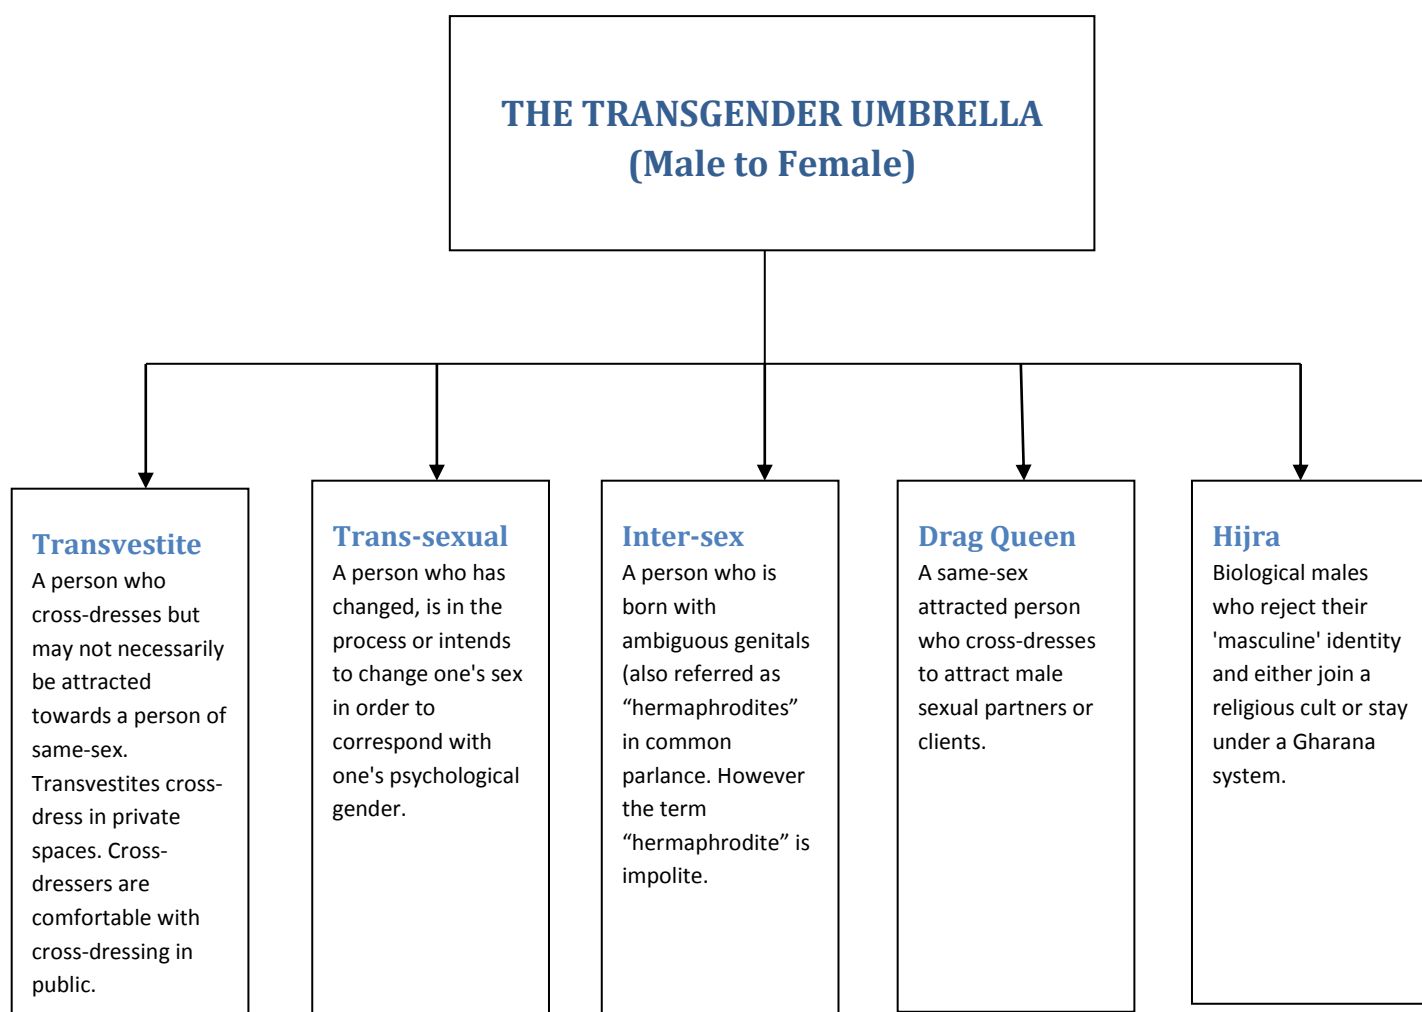 THE TRANSGENDER UMBRELLA
(Male to Female)
Transvestite
A person who
cross-dresses but
may not necessarily
be attracted
towards a person of
same-sex.
Transvestites cross-
dress in private
spaces. Cross-
dressers are
comfortable with
cross-dressing in
public.
Trans-sexual
A person who has
changed, is in the
process or intends
to change one's sex
in order to
correspond with
one's psychological
gender.
Inter-sex
A person who is
born with
ambiguous genitals
(also referred as
“hermaphrodites”
in common
parlance. However
the term
“hermaphrodite” is
impolite.
Drag Queen
A same-sex
attracted person
who cross-dresses
to attract male
sexual partners or
clients.
Hijra
Biological males
who reject their
'masculine' identity
and either join a
religious cult or stay
under a Gharana
system.